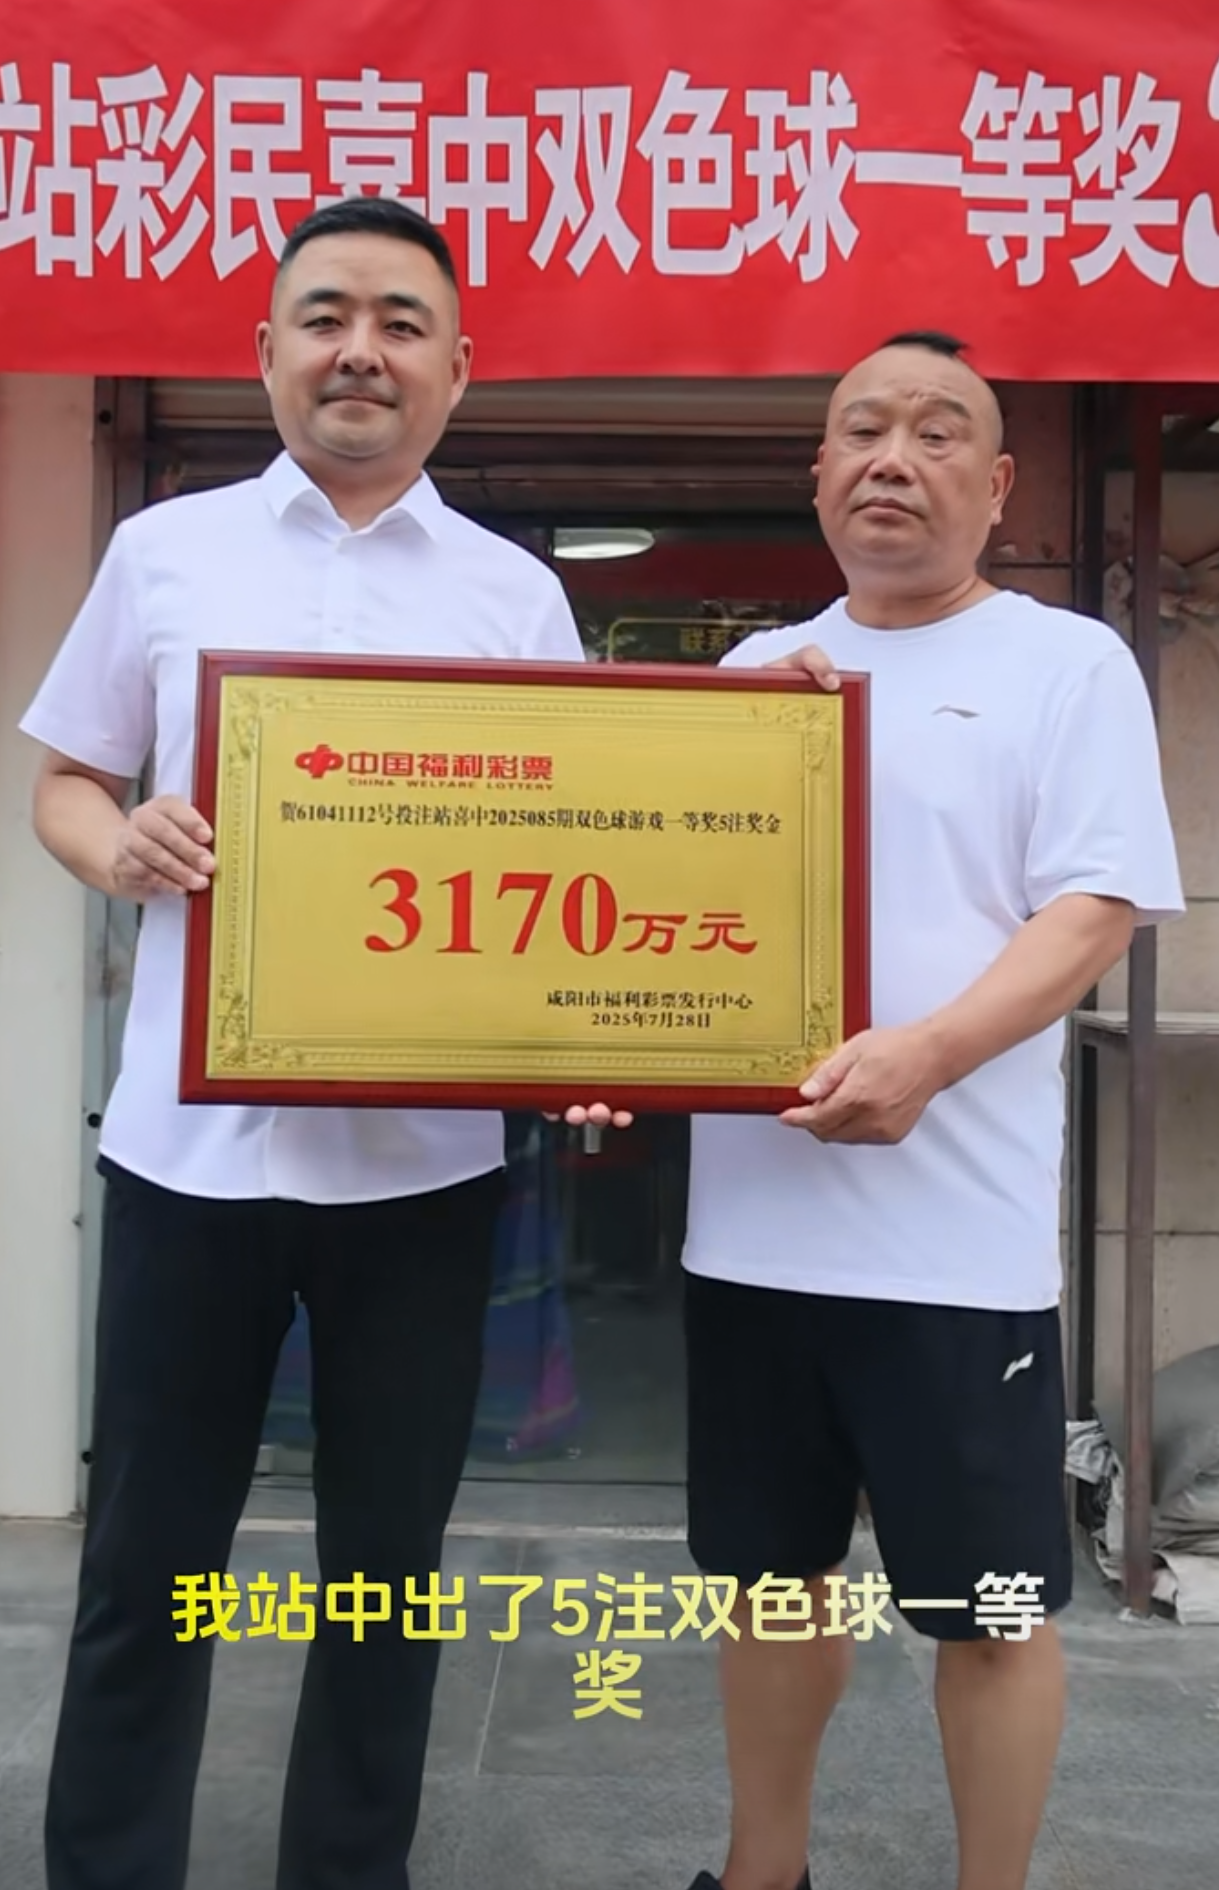 站彩民喜中双色球一等奖3
联系
中国福利彩票
CHINA WELFARE LOTTERY
贺61041112号投注站喜中2025085期双色球游戏一等奖5注奖金
3170万元
咸阳市福利彩票发行中心
2025年7月28日
我站中出了5注双色球一等
奖